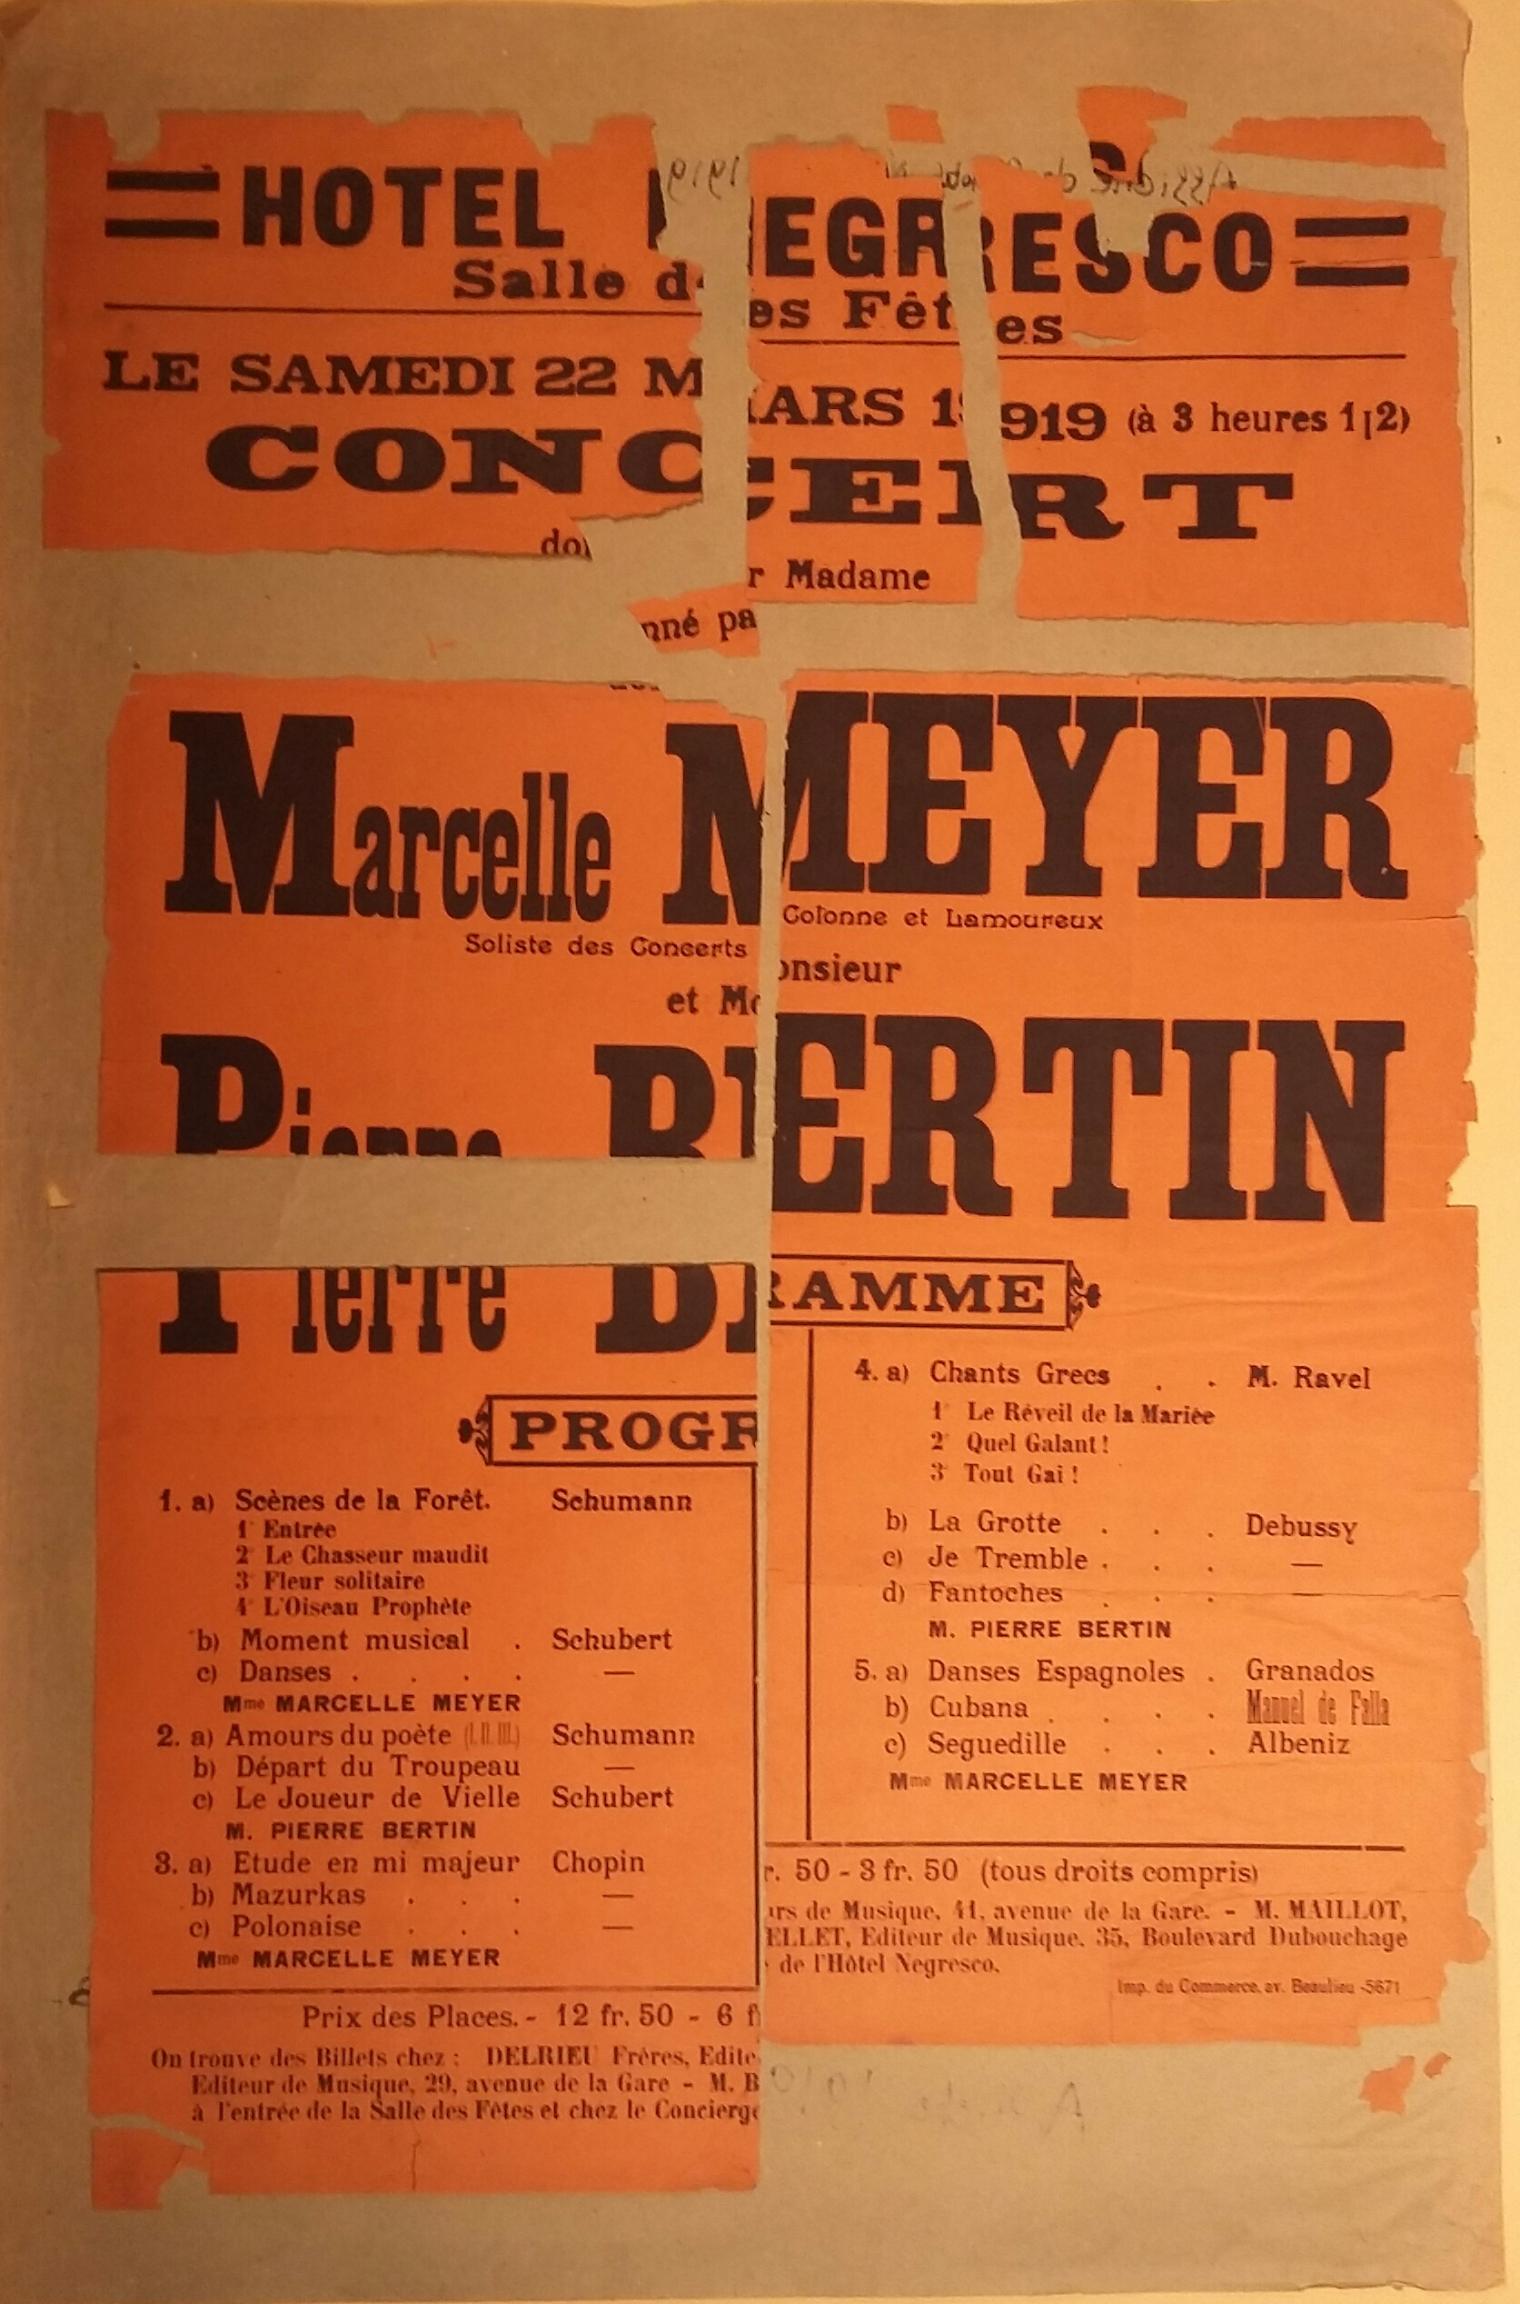 HOTEL NEGRESCO
Salle des Fêtes
LE SAMEDI 22 MARS 1919 (à 3 heures 1|2)
CONCERT
donné par Madame
Marcelle MEYER
Soliste des Concerts Colonne et Lamoureux
et Monsieur
Pierre BERTIN
PROGRAMME
1. a) Scènes de la Forêt. Schumann
1° Entrée
2° Le Chasseur maudit
3° Fleur solitaire
4° L'Oiseau Prophète
b) Moment musical . Schubert
c) Danses . . . . —
Mme MARCELLE MEYER
2. a) Amours du poète (I. II. III.) Schumann
b) Départ du Troupeau —
c) Le Joueur de Vielle Schubert
M. PIERRE BERTIN
3. a) Etude en mi majeur Chopin
b) Mazurkas . . . —
c) Polonaise . . . —
Mme MARCELLE MEYER
4. a) Chants Grecs . . M. Ravel
1° Le Réveil de la Mariée
2° Quel Galant !
3° Tout Gai !
b) La Grotte . . . Debussy
c) Je Tremble . . . —
d) Fantoches . . . —
M. PIERRE BERTIN
5. a) Danses Espagnoles . Granados
b) Cubana . . . . Manuel de Falla
c) Seguedille . . . Albeniz
Mme MARCELLE MEYER
Prix des Places. - 12 fr. 50 - 6 fr. 50 - 3 fr. 50 (tous droits compris)
On trouve des Billets chez : DELRIEU Frères, Editeurs de Musique, 41, avenue de la Gare. - M. MAILLOT,
Editeur de Musique, 29, avenue de la Gare - M. BELLET, Editeur de Musique, 35, Boulevard Dubouchage
à l'entrée de la Salle des Fêtes et chez le Concierge de l'Hôtel Negresco.
Imp. du Commerce, av. Beaulieu -5671